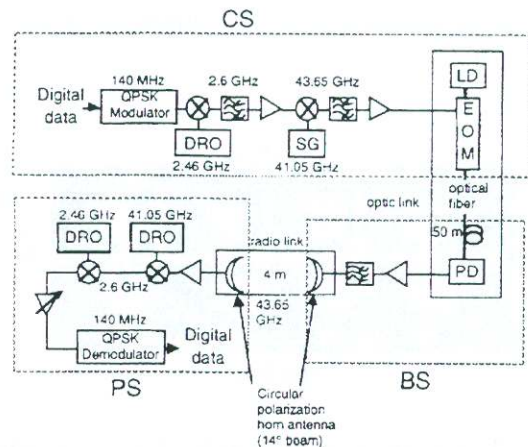 CS
140 MHz
2.6 GHz
43.65 GHz
LD
Digital
data
QPSK
Modulator
E
O
M
DRO
SG
2.46 GHz
41.05 GHz
optic link
optical
fiber
2.46 GHz
41.05 GHz
50 m
DRO
DRO
radio link
4 m
PD
2.6 GHz
43.65
GHz
140 MHz
QPSK
Demodulator
Digital
data
PS
BS
Circular
polarization
horn antenna
(14° beam)